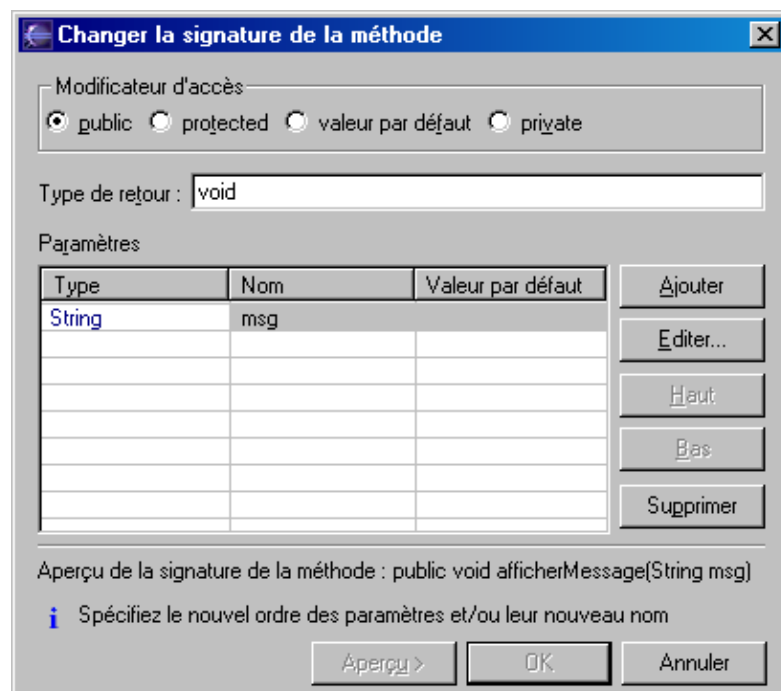 Changer la signature de la méthode
Modificateur d'accès
public protected valeur par défaut private
Type de retour : void
Paramètres
Type Nom Valeur par défaut
String msg
Ajouter
Editer...
Haut
Bas
Supprimer
Aperçu de la signature de la méthode : public void afficherMessage(String msg)
i Spécifiez le nouvel ordre des paramètres et/ou leur nouveau nom
Aperçu > OK Annuler